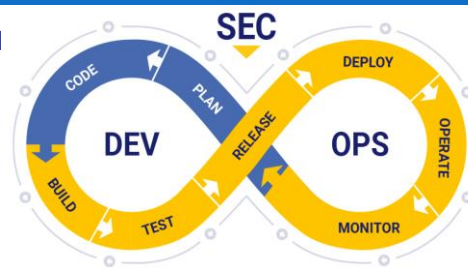 SEC
CODE
PLAN
DEPLOY
DEV
RELEASE
OPS
OPERATE
BUILD
TEST
MONITOR